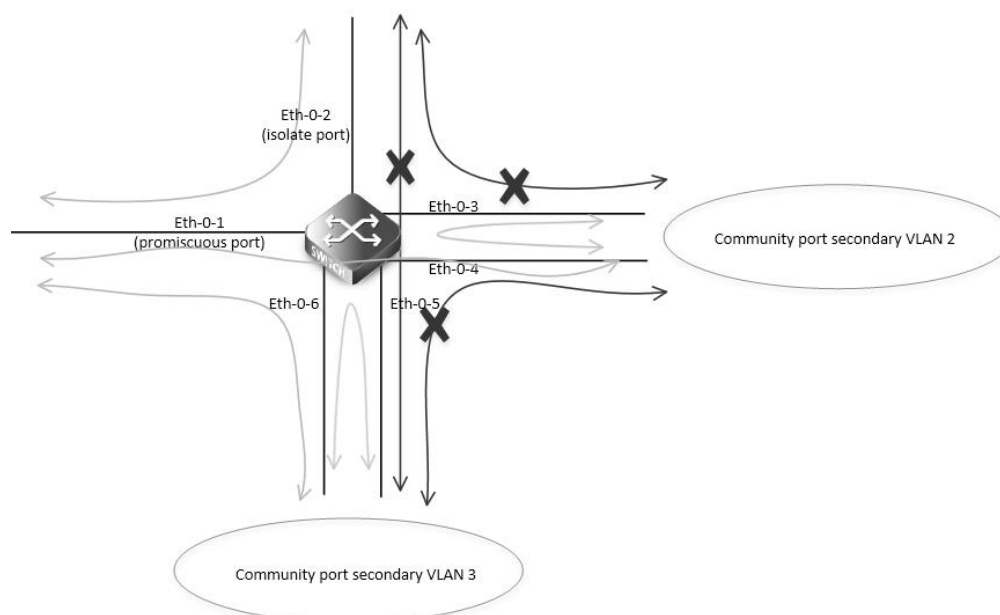 Eth-0-2
(isolate port)
Eth-0-3
Eth-0-1
(promiscuous port)
Community port secondary VLAN 2
SWITCH
Eth-0-4
Eth-0-6
Eth-0-5
Community port secondary VLAN 3